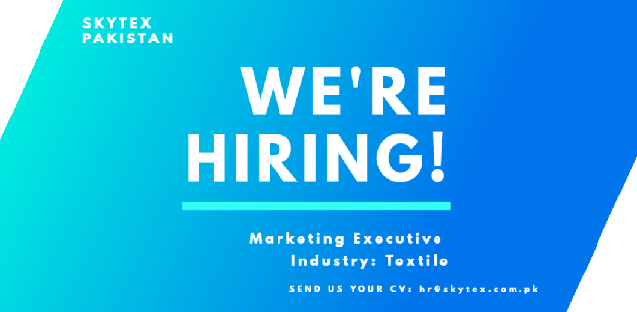 SKYTEX
PAKISTAN
WE'RE
HIRING!
Marketing Executive
Industry: Textile
SEND US YOUR CV: hr@skytex.com.pk